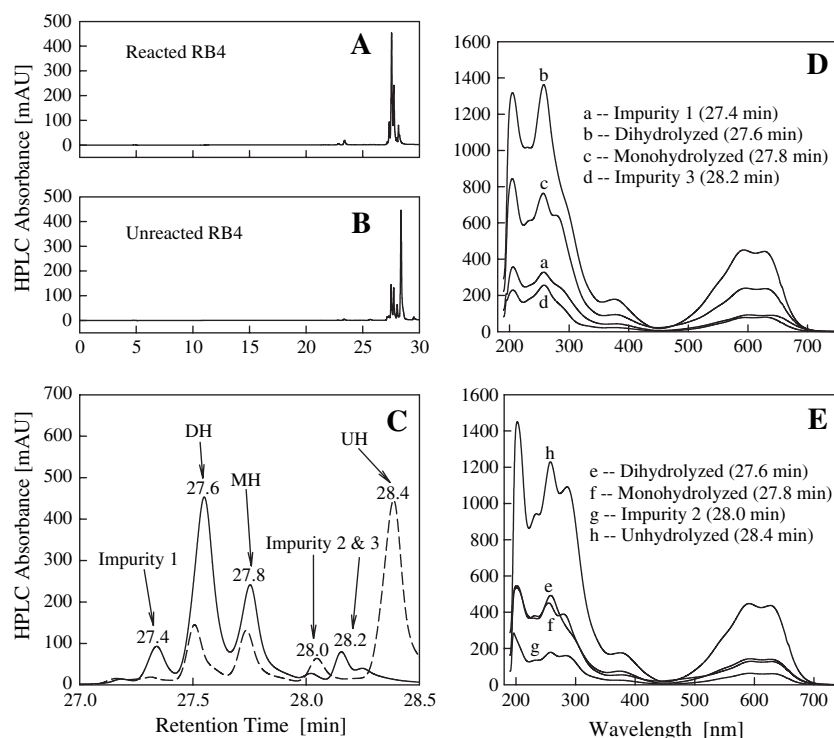 HPLC Absorbance [mAU]
500
400
300
200
100
0
Reacted RB4
A
500
400
300
200
100
0
Unreacted RB4
B
0 5 10 15 20 25 30
700
600
500
400
300
200
100
0
HPLC Absorbance [mAU]
C
DH
27.6
MH
27.8
UH
28.4
Impurity 1
27.4
Impurity 2 & 3
28.0
28.2
27.0 27.5 28.0 28.5
Retention Time [min]
1600
1400
1200
1000
800
600
400
200
0
D
a -- Impurity 1 (27.4 min)
b -- Dihydrolyzed (27.6 min)
c -- Monohydrolyzed (27.8 min)
d -- Impurity 3 (28.2 min)
b
c
a
d
200 300 400 500 600 700
1600
1400
1200
1000
800
600
400
200
0
E
e -- Dihydrolyzed (27.6 min)
f -- Monohydrolyzed (27.8 min)
g -- Impurity 2 (28.0 min)
h -- Unhydrolyzed (28.4 min)
h
e
f
g
200 300 400 500 600 700
Wavelength [nm]